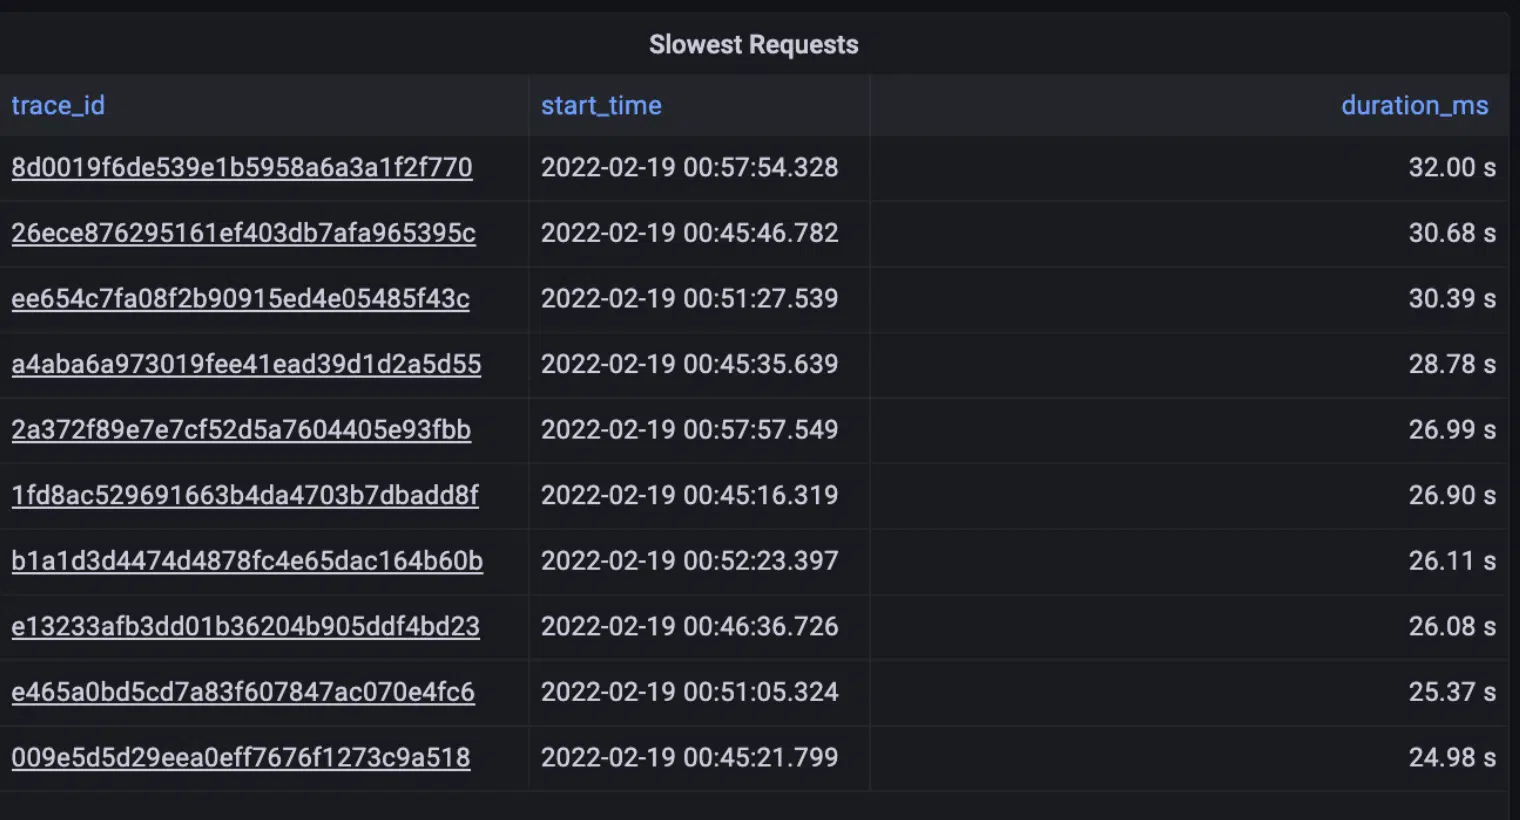 Slowest Requests
trace_id start_time duration_ms
8d0019f6de539e1b5958a6a3a1f2f770 2022-02-19 00:57:54.328 32.00 s
26ece876295161ef403db7afa965395c 2022-02-19 00:45:46.782 30.68 s
ee654c7fa08f2b90915ed4e05485f43c 2022-02-19 00:51:27.539 30.39 s
a4aba6a973019fee41ead39d1d2a5d55 2022-02-19 00:45:35.639 28.78 s
2a372f89e7e7cf52d5a7604405e93fbb 2022-02-19 00:57:57.549 26.99 s
1fd8ac529691663b4da4703b7dbadd8f 2022-02-19 00:45:16.319 26.90 s
b1a1d3d4474d4878fc4e65dac164b60b 2022-02-19 00:52:23.397 26.11 s
e13233afb3dd01b36204b905ddf4bd23 2022-02-19 00:46:36.726 26.08 s
e465a0bd5cd7a83f607847ac070e4fc6 2022-02-19 00:51:05.324 25.37 s
009e5d5d29eea0eff7676f1273c9a518 2022-02-19 00:45:21.799 24.98 s